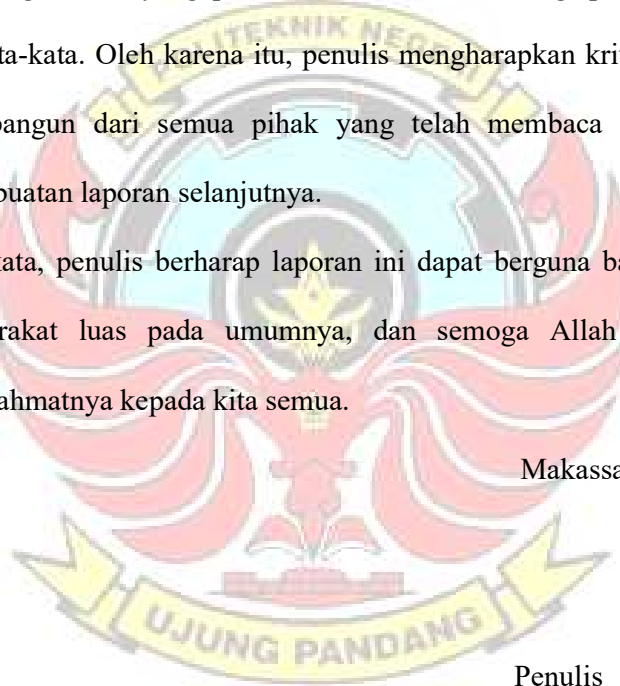 POLITEKNIK NEGERI
ta-kata. Oleh karena itu, penulis mengharapkan krit
bangun dari semua pihak yang telah membaca
buatan laporan selanjutnya.
kata, penulis berharap laporan ini dapat berguna ba
rakat luas pada umumnya, dan semoga Allah
ahmatnya kepada kita semua.
Makassa
UJUNG PANDANG
Penulis